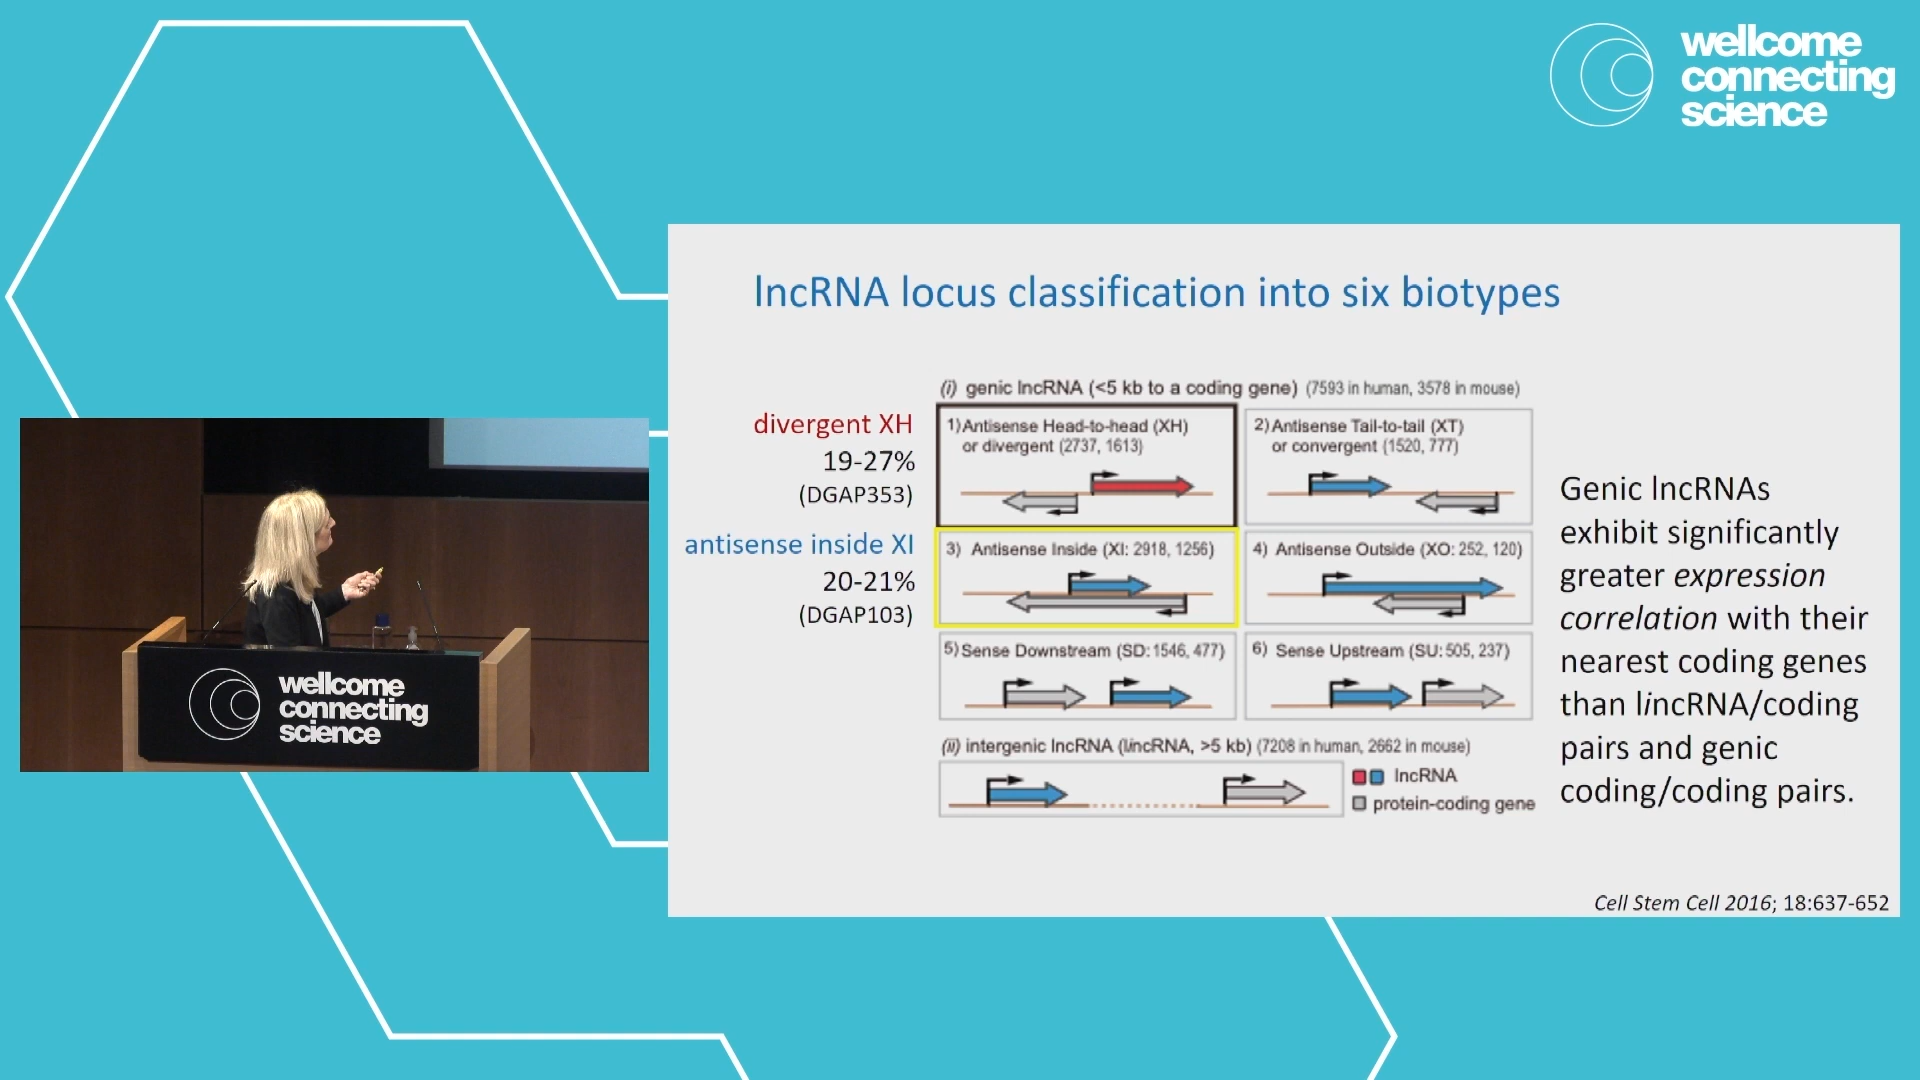 wellcome
connecting
science
lncRNA locus classification into six biotypes
divergent XH
19-27%
(DGAP353)
antisense inside XI
20-21%
(DGAP103)
(i) genic lncRNA (<5 kb to a coding gene) (7593 in human, 3578 in mouse)
1) Antisense Head-to-head (XH)
or divergent (2737, 1613)
2) Antisense Tail-to-tail (XT)
or convergent (1520, 777)
3) Antisense Inside (XI: 2918, 1256)
4) Antisense Outside (XO: 252, 120)
5) Sense Downstream (SD: 1546, 477)
6) Sense Upstream (SU: 505, 237)
(ii) intergenic lncRNA (lincRNA, >5 kb) (7208 in human, 2662 in mouse)
lncRNA
protein-coding gene
Genic lncRNAs
exhibit significantly
greater expression
correlation with their
nearest coding genes
than lincRNA/coding
pairs and genic
coding/coding pairs.
Cell Stem Cell 2016; 18:637-652
wellcome
connecting
science